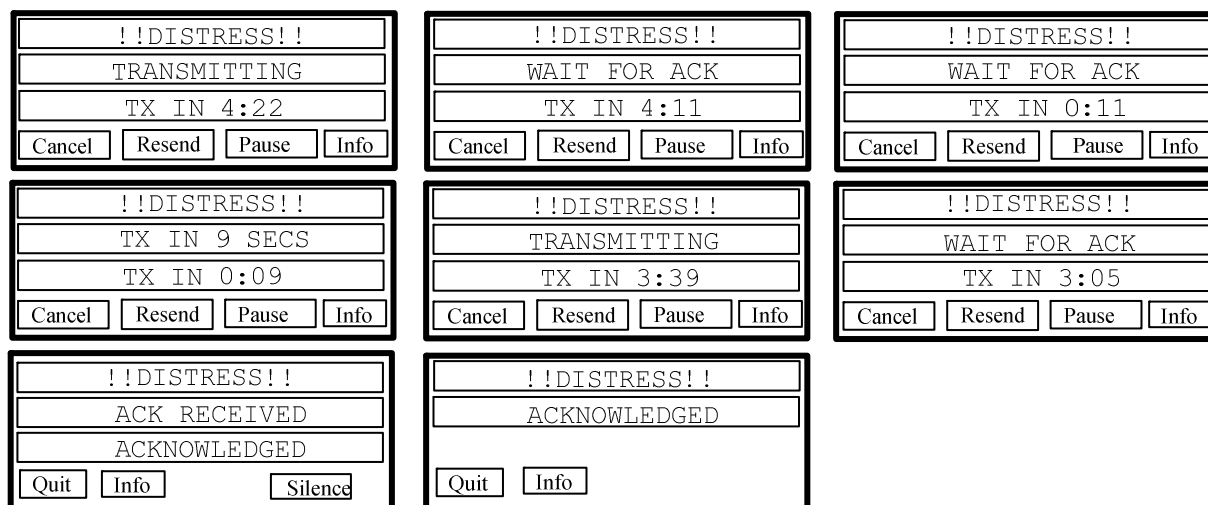 !!DISTRESS!!
TRANSMITTING
TX IN 4:22
Cancel Resend Pause Info
!!DISTRESS!!
WAIT FOR ACK
TX IN 4:11
Cancel Resend Pause Info
!!DISTRESS!!
WAIT FOR ACK
TX IN 0:11
Cancel Resend Pause Info
!!DISTRESS!!
TX IN 9 SECS
TX IN 0:09
Cancel Resend Pause Info
!!DISTRESS!!
TRANSMITTING
TX IN 3:39
Cancel Resend Pause Info
!!DISTRESS!!
WAIT FOR ACK
TX IN 3:05
Cancel Resend Pause Info
!!DISTRESS!!
ACK RECEIVED
ACKNOWLEDGED
Quit Info Silence
!!DISTRESS!!
ACKNOWLEDGED
Quit Info